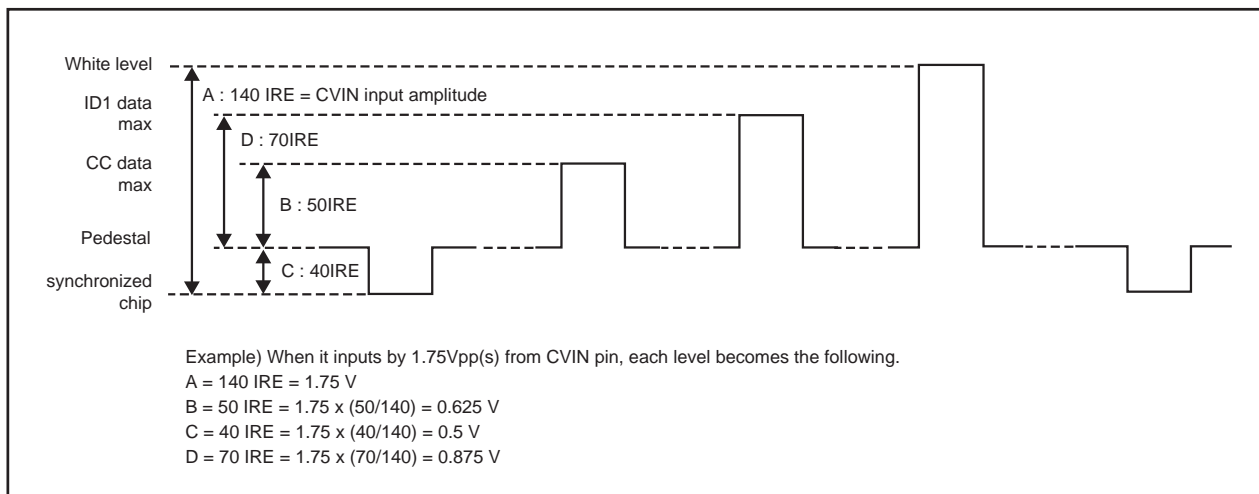 White level
A : 140 IRE = CVIN input amplitude
ID1 data
max
D : 70IRE
CC data
max
B : 50IRE
Pedestal
C : 40IRE
synchronized
chip
Example) When it inputs by 1.75Vpp(s) from CVIN pin, each level becomes the following.
A = 140 IRE = 1.75 V
B = 50 IRE = 1.75 x (50/140) = 0.625 V
C = 40 IRE = 1.75 x (40/140) = 0.5 V
D = 70 IRE = 1.75 x (70/140) = 0.875 V